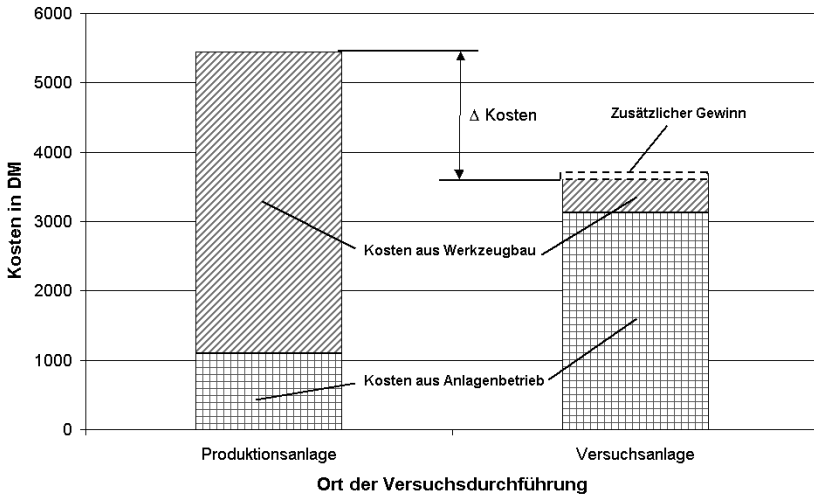 Kosten in DM
6000
5000
4000
3000
2000
1000
0
Δ Kosten
Zusätzlicher Gewinn
Kosten aus Werkzeugbau
Kosten aus Anlagenbetrieb
Produktionsanlage
Versuchsanlage
Ort der Versuchsdurchführung